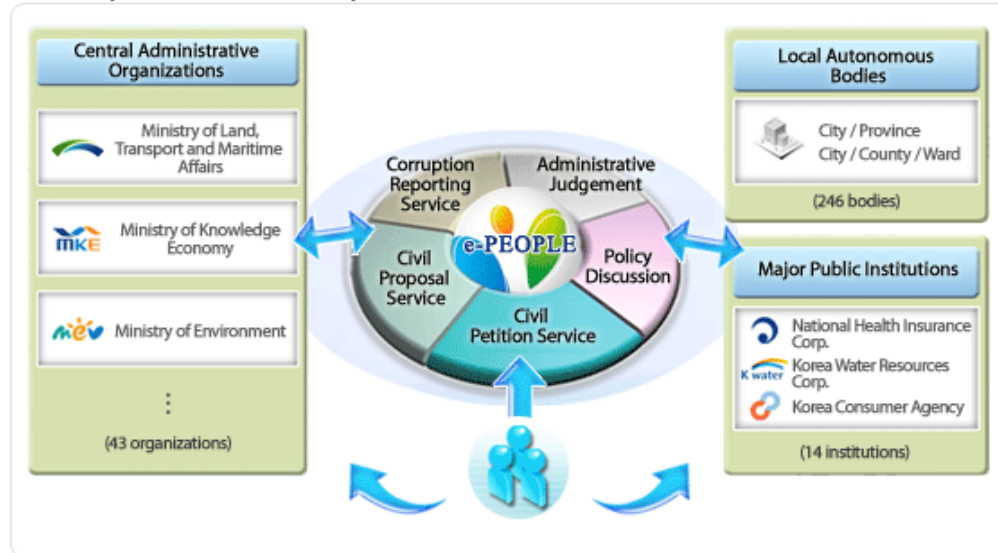 Central Administrative
Organizations
Ministry of Land,
Transport and Maritime
Affairs
MKE
Ministry of Knowledge
Economy
mev
Ministry of Environment
⋮
(43 organizations)
Corruption
Reporting
Service
Administrative
Judgement
e-PEOPLE
Civil
Proposal
Service
Policy
Discussion
Civil
Petition Service
Local Autonomous
Bodies
City / Province
City / County / Ward
(246 bodies)
Major Public Institutions
National Health Insurance
Corp.
K water
Korea Water Resources
Corp.
Korea Consumer Agency
(14 institutions)